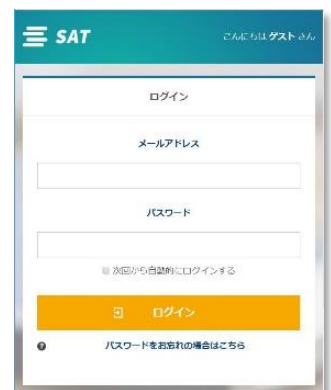 SAT
こんにちは ゲスト さん
ログイン
メールアドレス
パスワード
次回から自動的にログインする
ログイン
パスワードをお忘れの場合はこちら